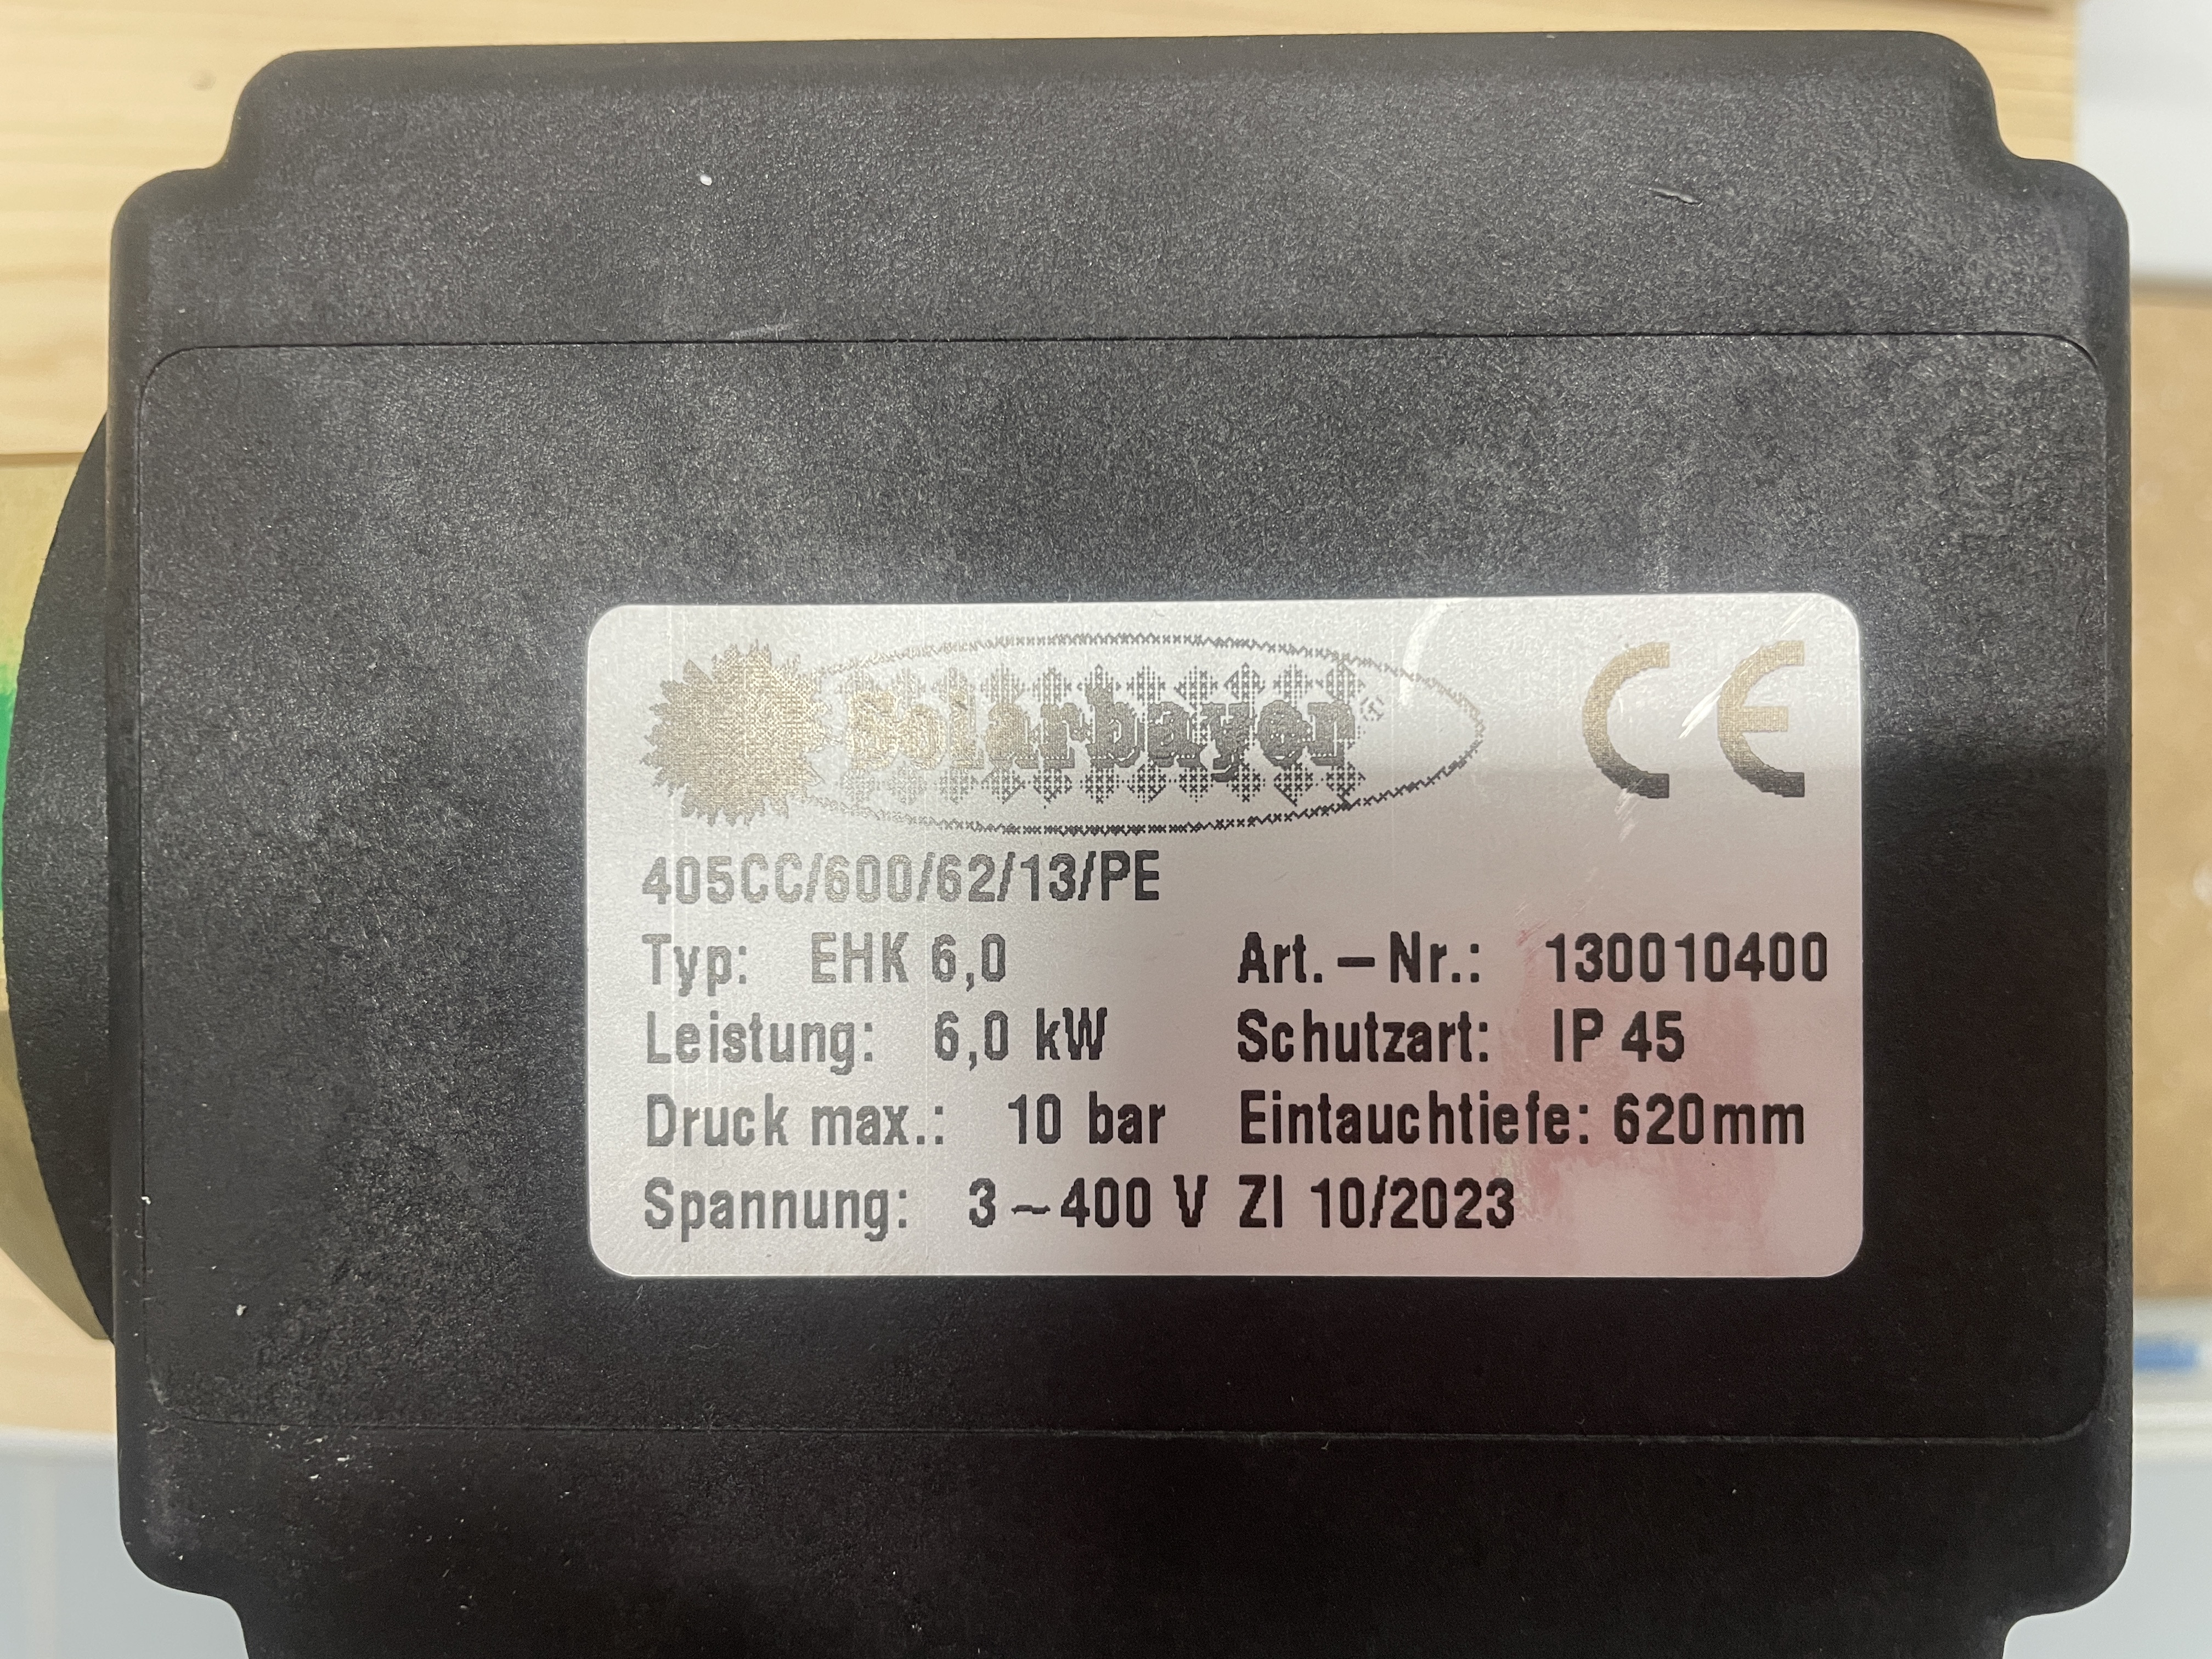 Solarbayer
CE
405CC/600/62/13/PE
Typ: EHK 6,0 Art.–Nr.: 130010400
Leistung: 6,0 kW Schutzart: IP 45
Druck max.: 10 bar Eintauchtiefe: 620mm
Spannung: 3~400 V ZI 10/2023